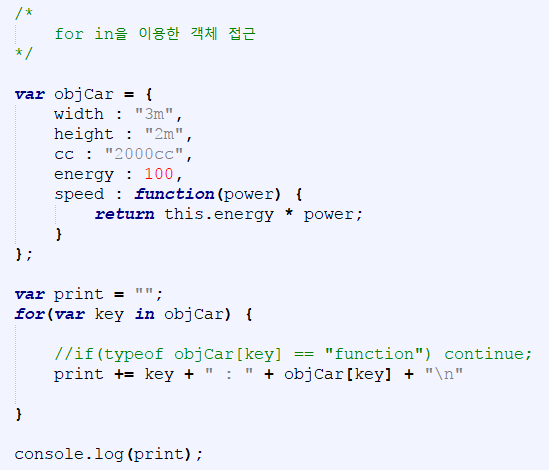 /*
    for in을 이용한 객체 접근
*/

var objCar = {
    width : "3m",
    height : "2m",
    cc : "2000cc",
    energy : 100,
    speed : function(power) {
        return this.energy * power;
    }
};

var print = "";
for(var key in objCar) {

    //if(typeof objCar[key] == "function") continue;
    print += key + " : " + objCar[key] + "\n"

}

console.log(print);